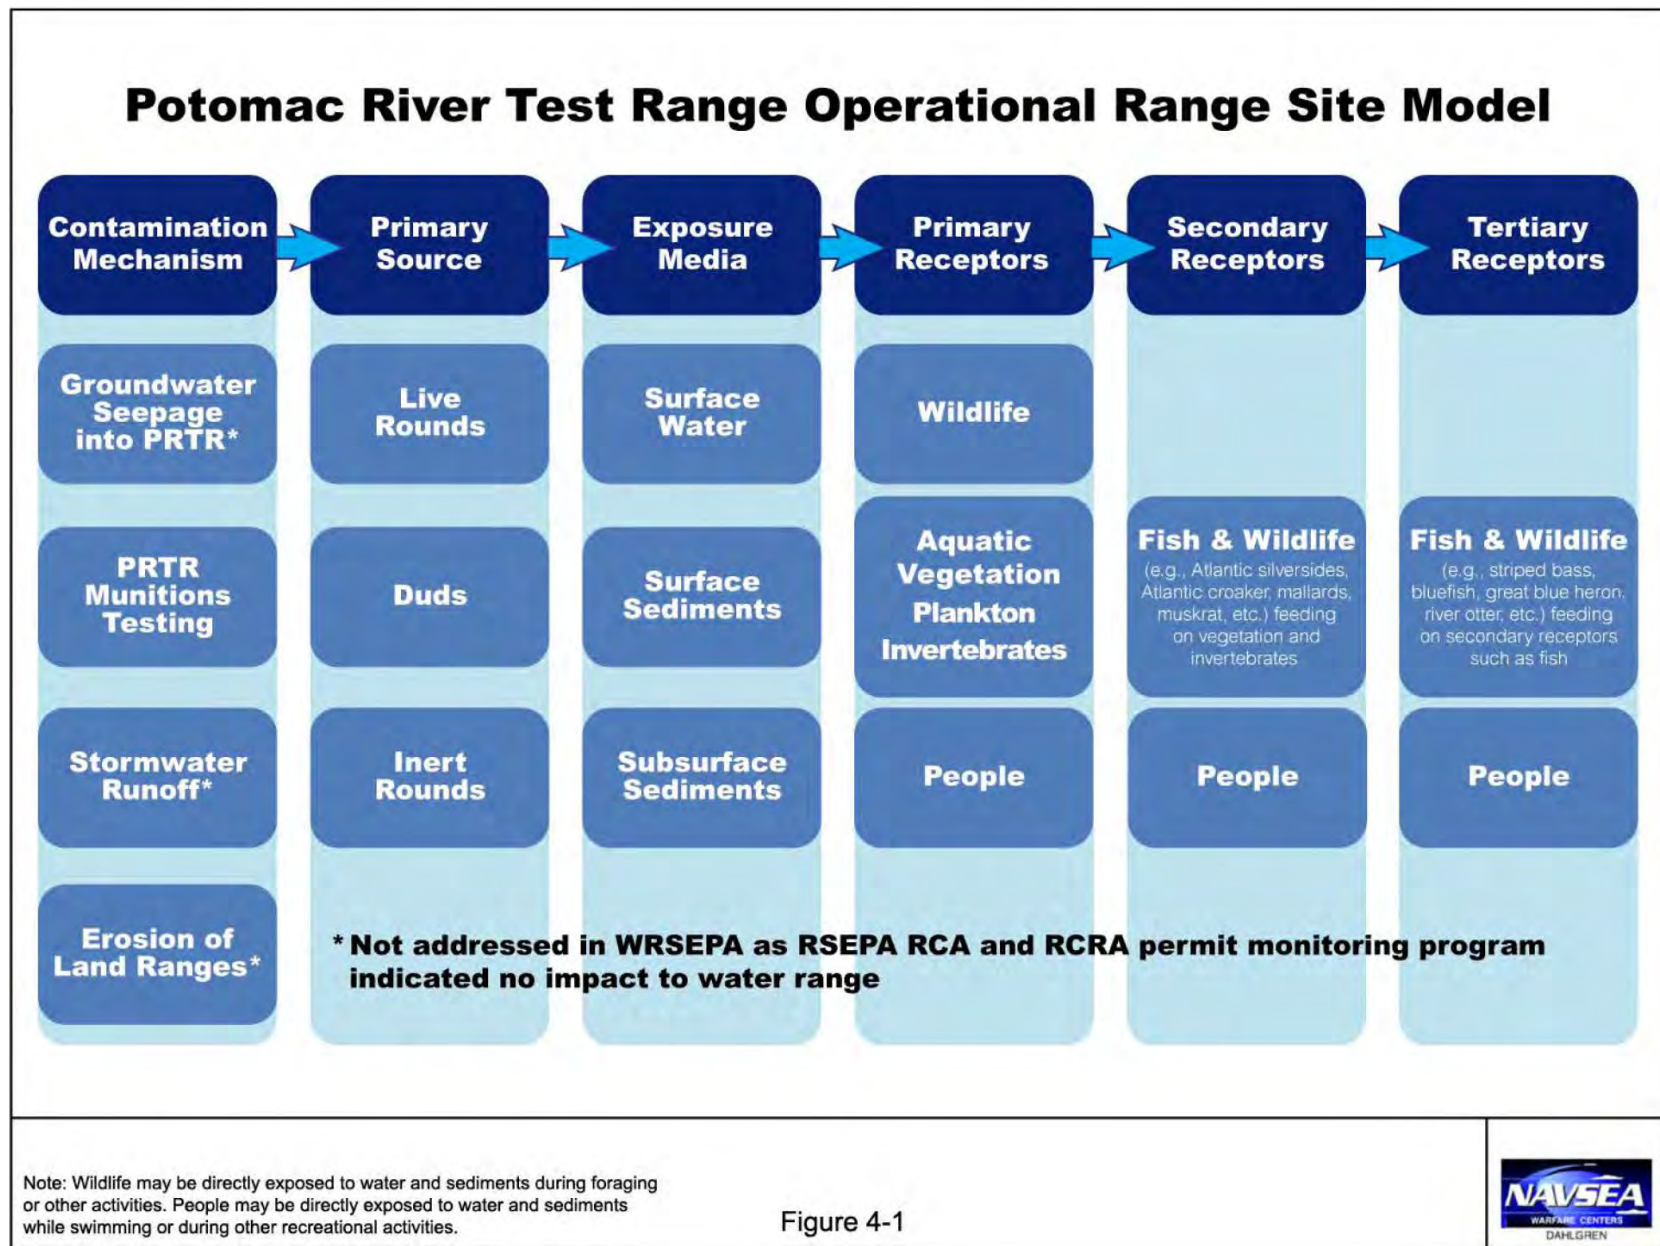 Potomac River Test Range Operational Range Site Model
Contamination
Mechanism
Primary
Source
Exposure
Media
Primary
Receptors
Secondary
Receptors
Tertiary
Receptors
Groundwater
Seepage
into PRTR*
Live
Rounds
Surface
Water
Wildlife
PRTR
Munitions
Testing
Duds
Surface
Sediments
Aquatic
Vegetation
Plankton
Invertebrates
Fish & Wildlife
(e.g., Atlantic silversides,
Atlantic croaker, mallards,
muskrat, etc.) feeding
on vegetation and
invertebrates
Fish & Wildlife
(e.g., striped bass,
bluefish, great blue heron,
river otter, etc.) feeding
on secondary receptors
such as fish
Stormwater
Runoff*
Inert
Rounds
Subsurface
Sediments
People
People
People
Erosion of
Land Ranges*
* Not addressed in WRSEPA as RSEPA RCA and RCRA permit monitoring program
indicated no impact to water range
Note: Wildlife may be directly exposed to water and sediments during foraging
or other activities. People may be directly exposed to water and sediments
while swimming or during other recreational activities.
Figure 4-1
NAVSEA
WARFARE CENTERS
DAHLGREN